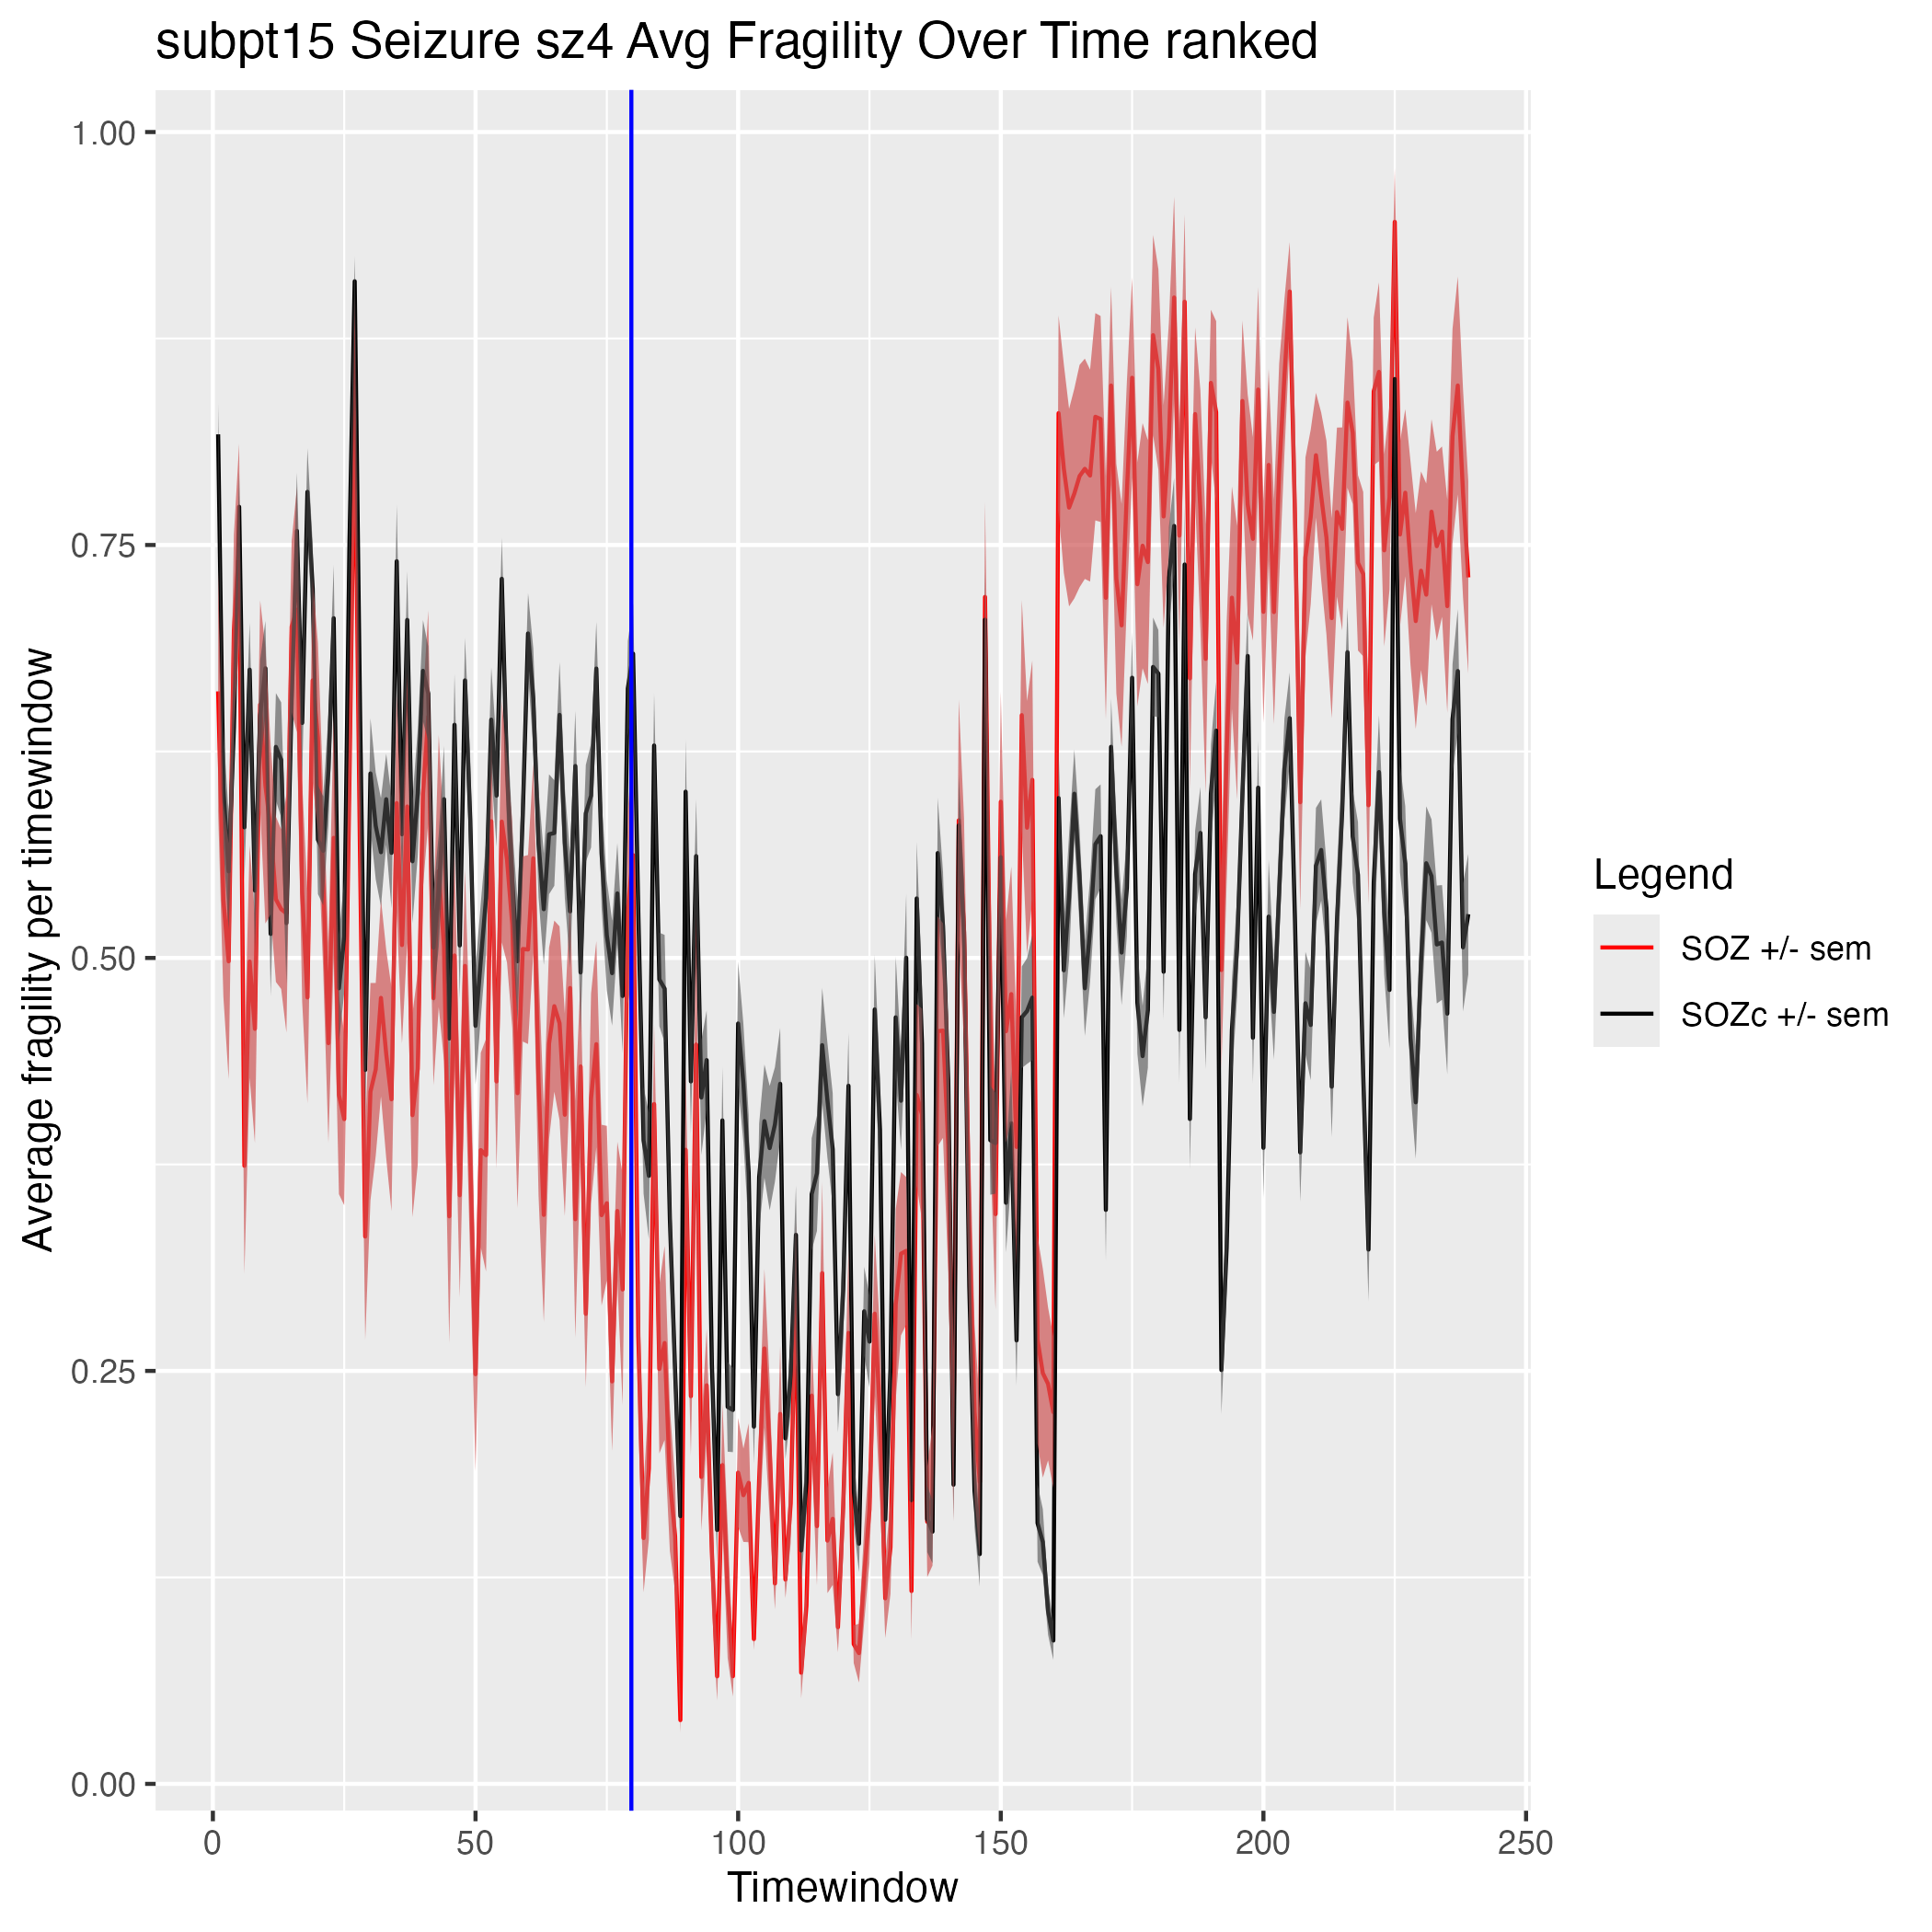 subpt15 Seizure sz4 Avg Fragility Over Time ranked
Average fragility per timewindow
1.00
0.75
0.50
0.25
0.00
0 50 100 150 200 250
Timewindow
Legend
SOZ +/- sem
SOZc +/- sem